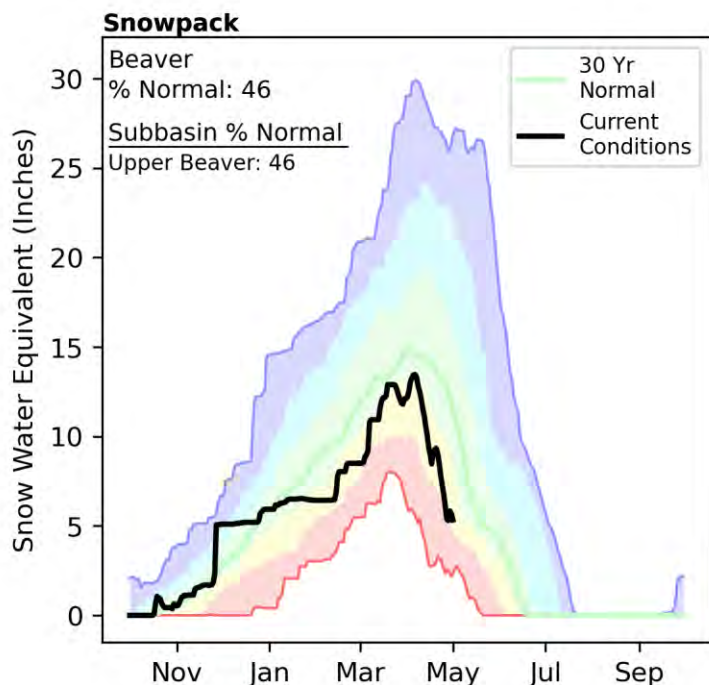 Snowpack
Beaver
% Normal: 46
Subbasin % Normal
Upper Beaver: 46
30 Yr
Normal
Current
Conditions
Snow Water Equivalent (Inches)
30
25
20
15
10
5
0
Nov Jan Mar May Jul Sep